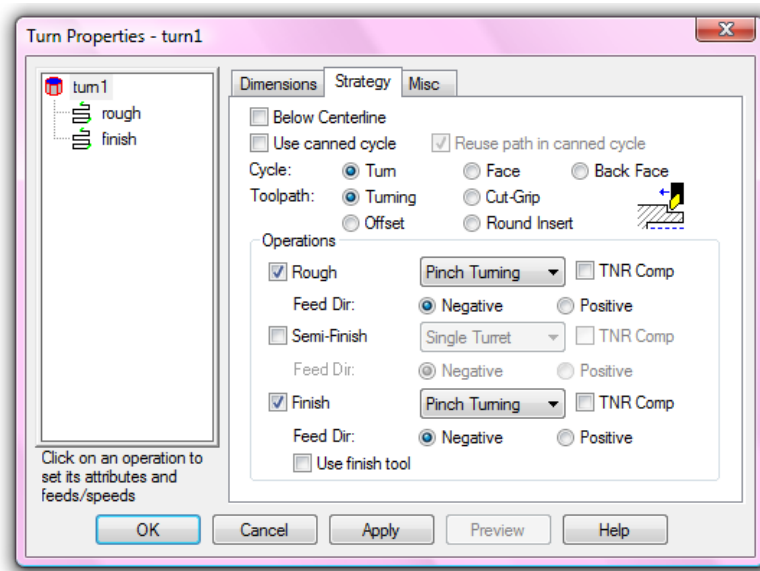 Turn Properties - turn1
turn1
rough
finish
Click on an operation to
set its attributes and
feeds/speeds
Dimensions Strategy Misc
Below Centerline
Use canned cycle Reuse path in canned cycle
Cycle: Turn Face Back Face
Toolpath: Turning Cut-Grip
Offset Round Insert
Operations
Rough Pinch Turning TNR Comp
Feed Dir: Negative Positive
Semi-Finish Single Turret TNR Comp
Feed Dir: Negative Positive
Finish Pinch Turning TNR Comp
Feed Dir: Negative Positive
Use finish tool
OK Cancel Apply Preview Help